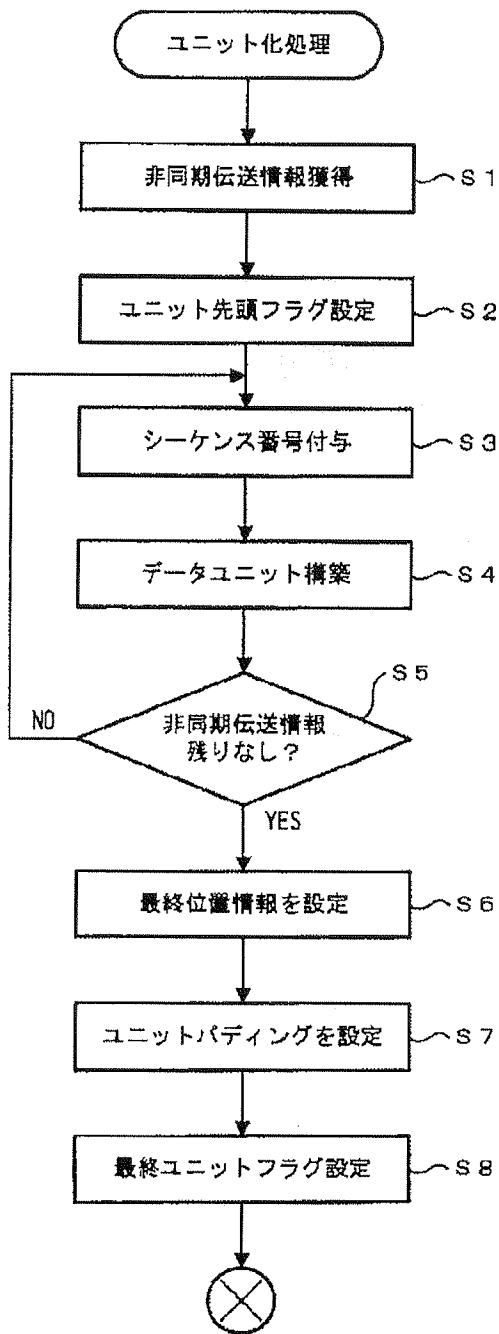 ユニット化処理
非同期伝送情報獲得
S1
ユニット先頭フラグ設定
S2
シーケンス番号付与
S3
データユニット構築
S4
S5
非同期伝送情報
残りなし？
NO
YES
最終位置情報を設定
S6
ユニットパディングを設定
S7
最終ユニットフラグ設定
S8